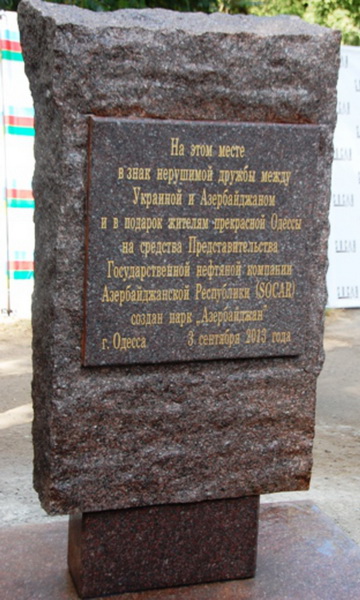 На этом месте
в знак нерушимой дружбы между
Украиной и Азербайджаном
и в подарок жителям прекрасной Одессы
на средства Представительства
Государственной нефтяной компании
Азербайджанской Республики (SOCAR)
создан парк „Азербайджан"
г. Одесса 3 сентября 2013 года